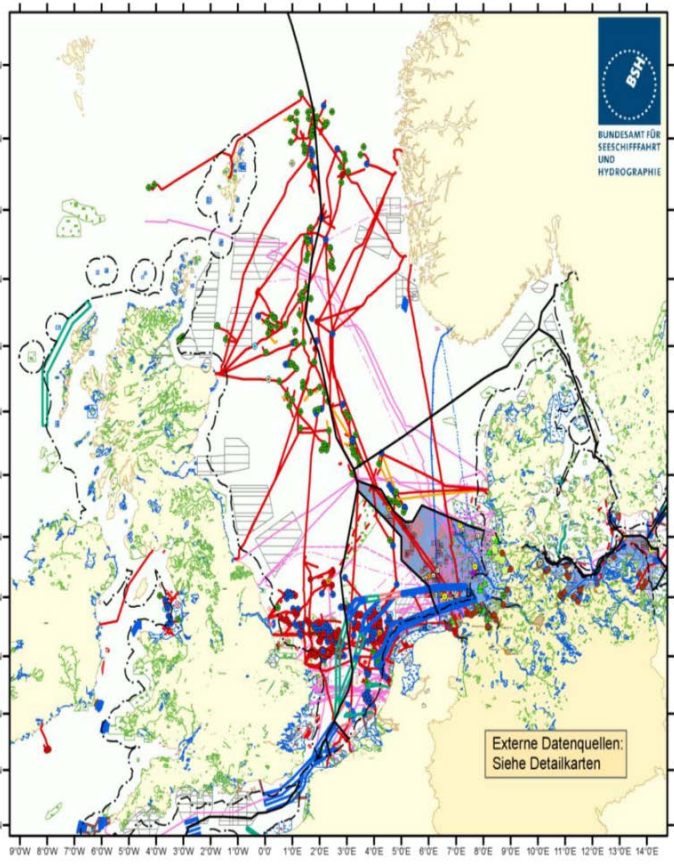 BSH
BUNDESAMT FÜR
SEESCHIFFFAHRT
UND
HYDROGRAPHIE
Externe Datenquellen:
Siehe Detailkarten
9°0'W 8°0'W 7°0'W 6°0'W 5°0'W 4°0'W 3°0'W 2°0'W 1°0'W 0°0' 1°0'E 2°0'E 3°0'E 4°0'E 5°0'E 6°0'E 7°0'E 8°0'E 9°0'E 10°0'E 11°0'E 12°0'E 13°0'E 14°0'E